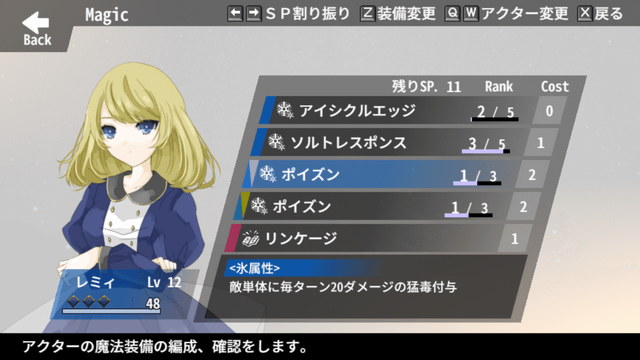 Back
Magic
←→ＳＰ割り振り Z装備変更 QWアクター変更 X戻る
残りSP. 11 Rank Cost
アイシクルエッジ 2 / 5 0
ソルトレスポンス 3 / 5 1
ポイズン 1 / 3 2
ポイズン 1 / 3 2
リンケージ 1
<氷属性>
敵単体に毎ターン20ダメージの猛毒付与
レミィ Lv 12
48
アクターの魔法装備の編成、確認をします。